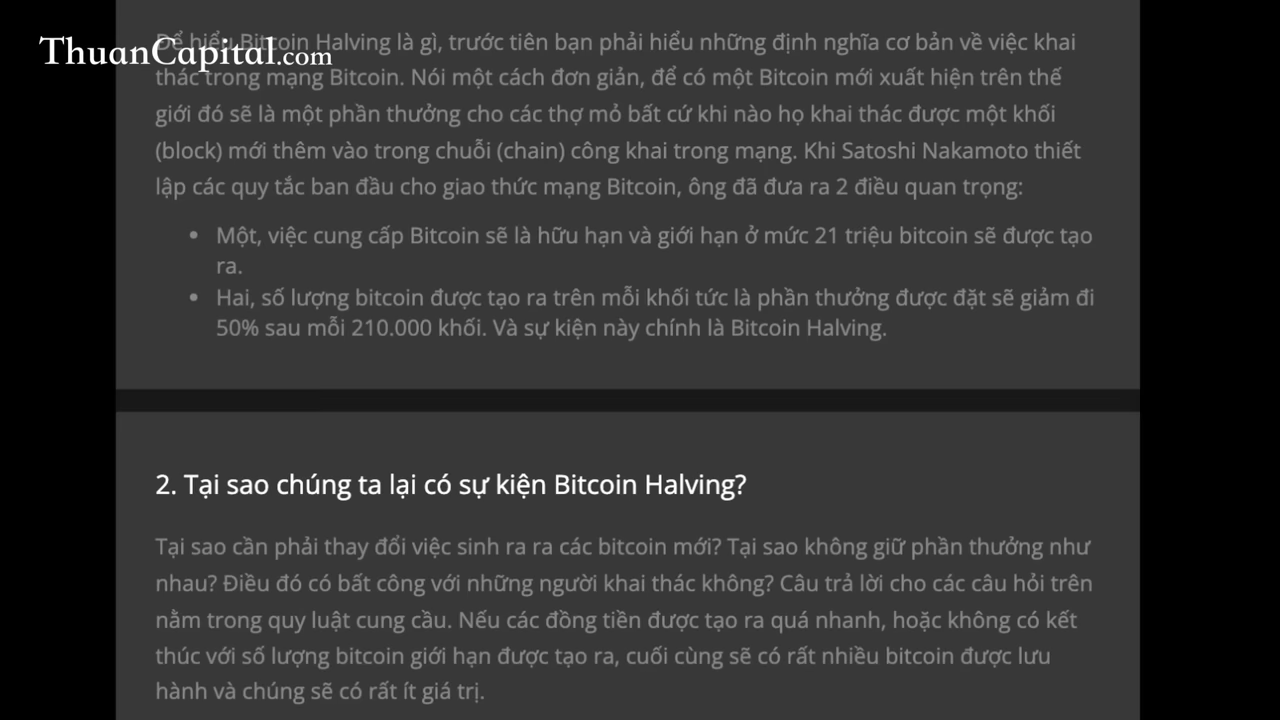 ThuanCapital.com
Để hiểu Bitcoin Halving là gì, trước tiên bạn phải hiểu những định nghĩa cơ bản về việc khai
thác trong mạng Bitcoin. Nói một cách đơn giản, để có một Bitcoin mới xuất hiện trên thế
giới đó sẽ là một phần thưởng cho các thợ mỏ bất cứ khi nào họ khai thác được một khối
(block) mới thêm vào trong chuỗi (chain) công khai trong mạng. Khi Satoshi Nakamoto thiết
lập các quy tắc ban đầu cho giao thức mạng Bitcoin, ông đã đưa ra 2 điều quan trọng:
• Một, việc cung cấp Bitcoin sẽ là hữu hạn và giới hạn ở mức 21 triệu bitcoin sẽ được tạo
ra.
• Hai, số lượng bitcoin được tạo ra trên mỗi khối tức là phần thưởng được đặt sẽ giảm đi
50% sau mỗi 210.000 khối. Và sự kiện này chính là Bitcoin Halving.
2. Tại sao chúng ta lại có sự kiện Bitcoin Halving?
Tại sao cần phải thay đổi việc sinh ra ra các bitcoin mới? Tại sao không giữ phần thưởng như
nhau? Điều đó có bất công với những người khai thác không? Câu trả lời cho các câu hỏi trên
nằm trong quy luật cung cầu. Nếu các đồng tiền được tạo ra quá nhanh, hoặc không có kết
thúc với số lượng bitcoin giới hạn được tạo ra, cuối cùng sẽ có rất nhiều bitcoin được lưu
hành và chúng sẽ có rất ít giá trị.